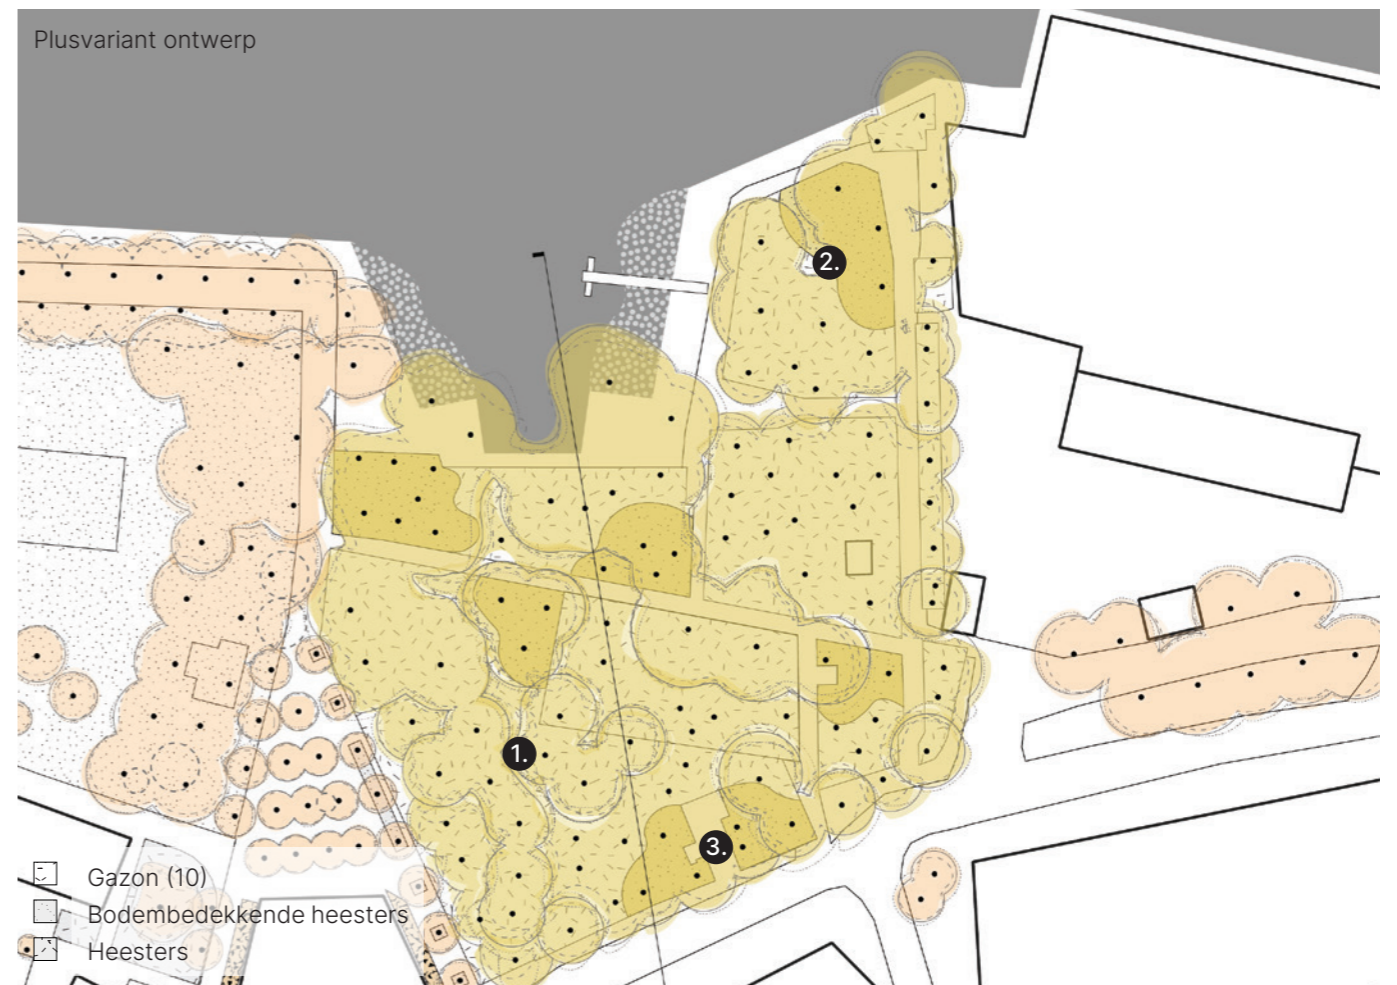 Plusvariant ontwerp
2.
1.
3.
Gazon (10)
Bodembedekkende heesters
Heesters